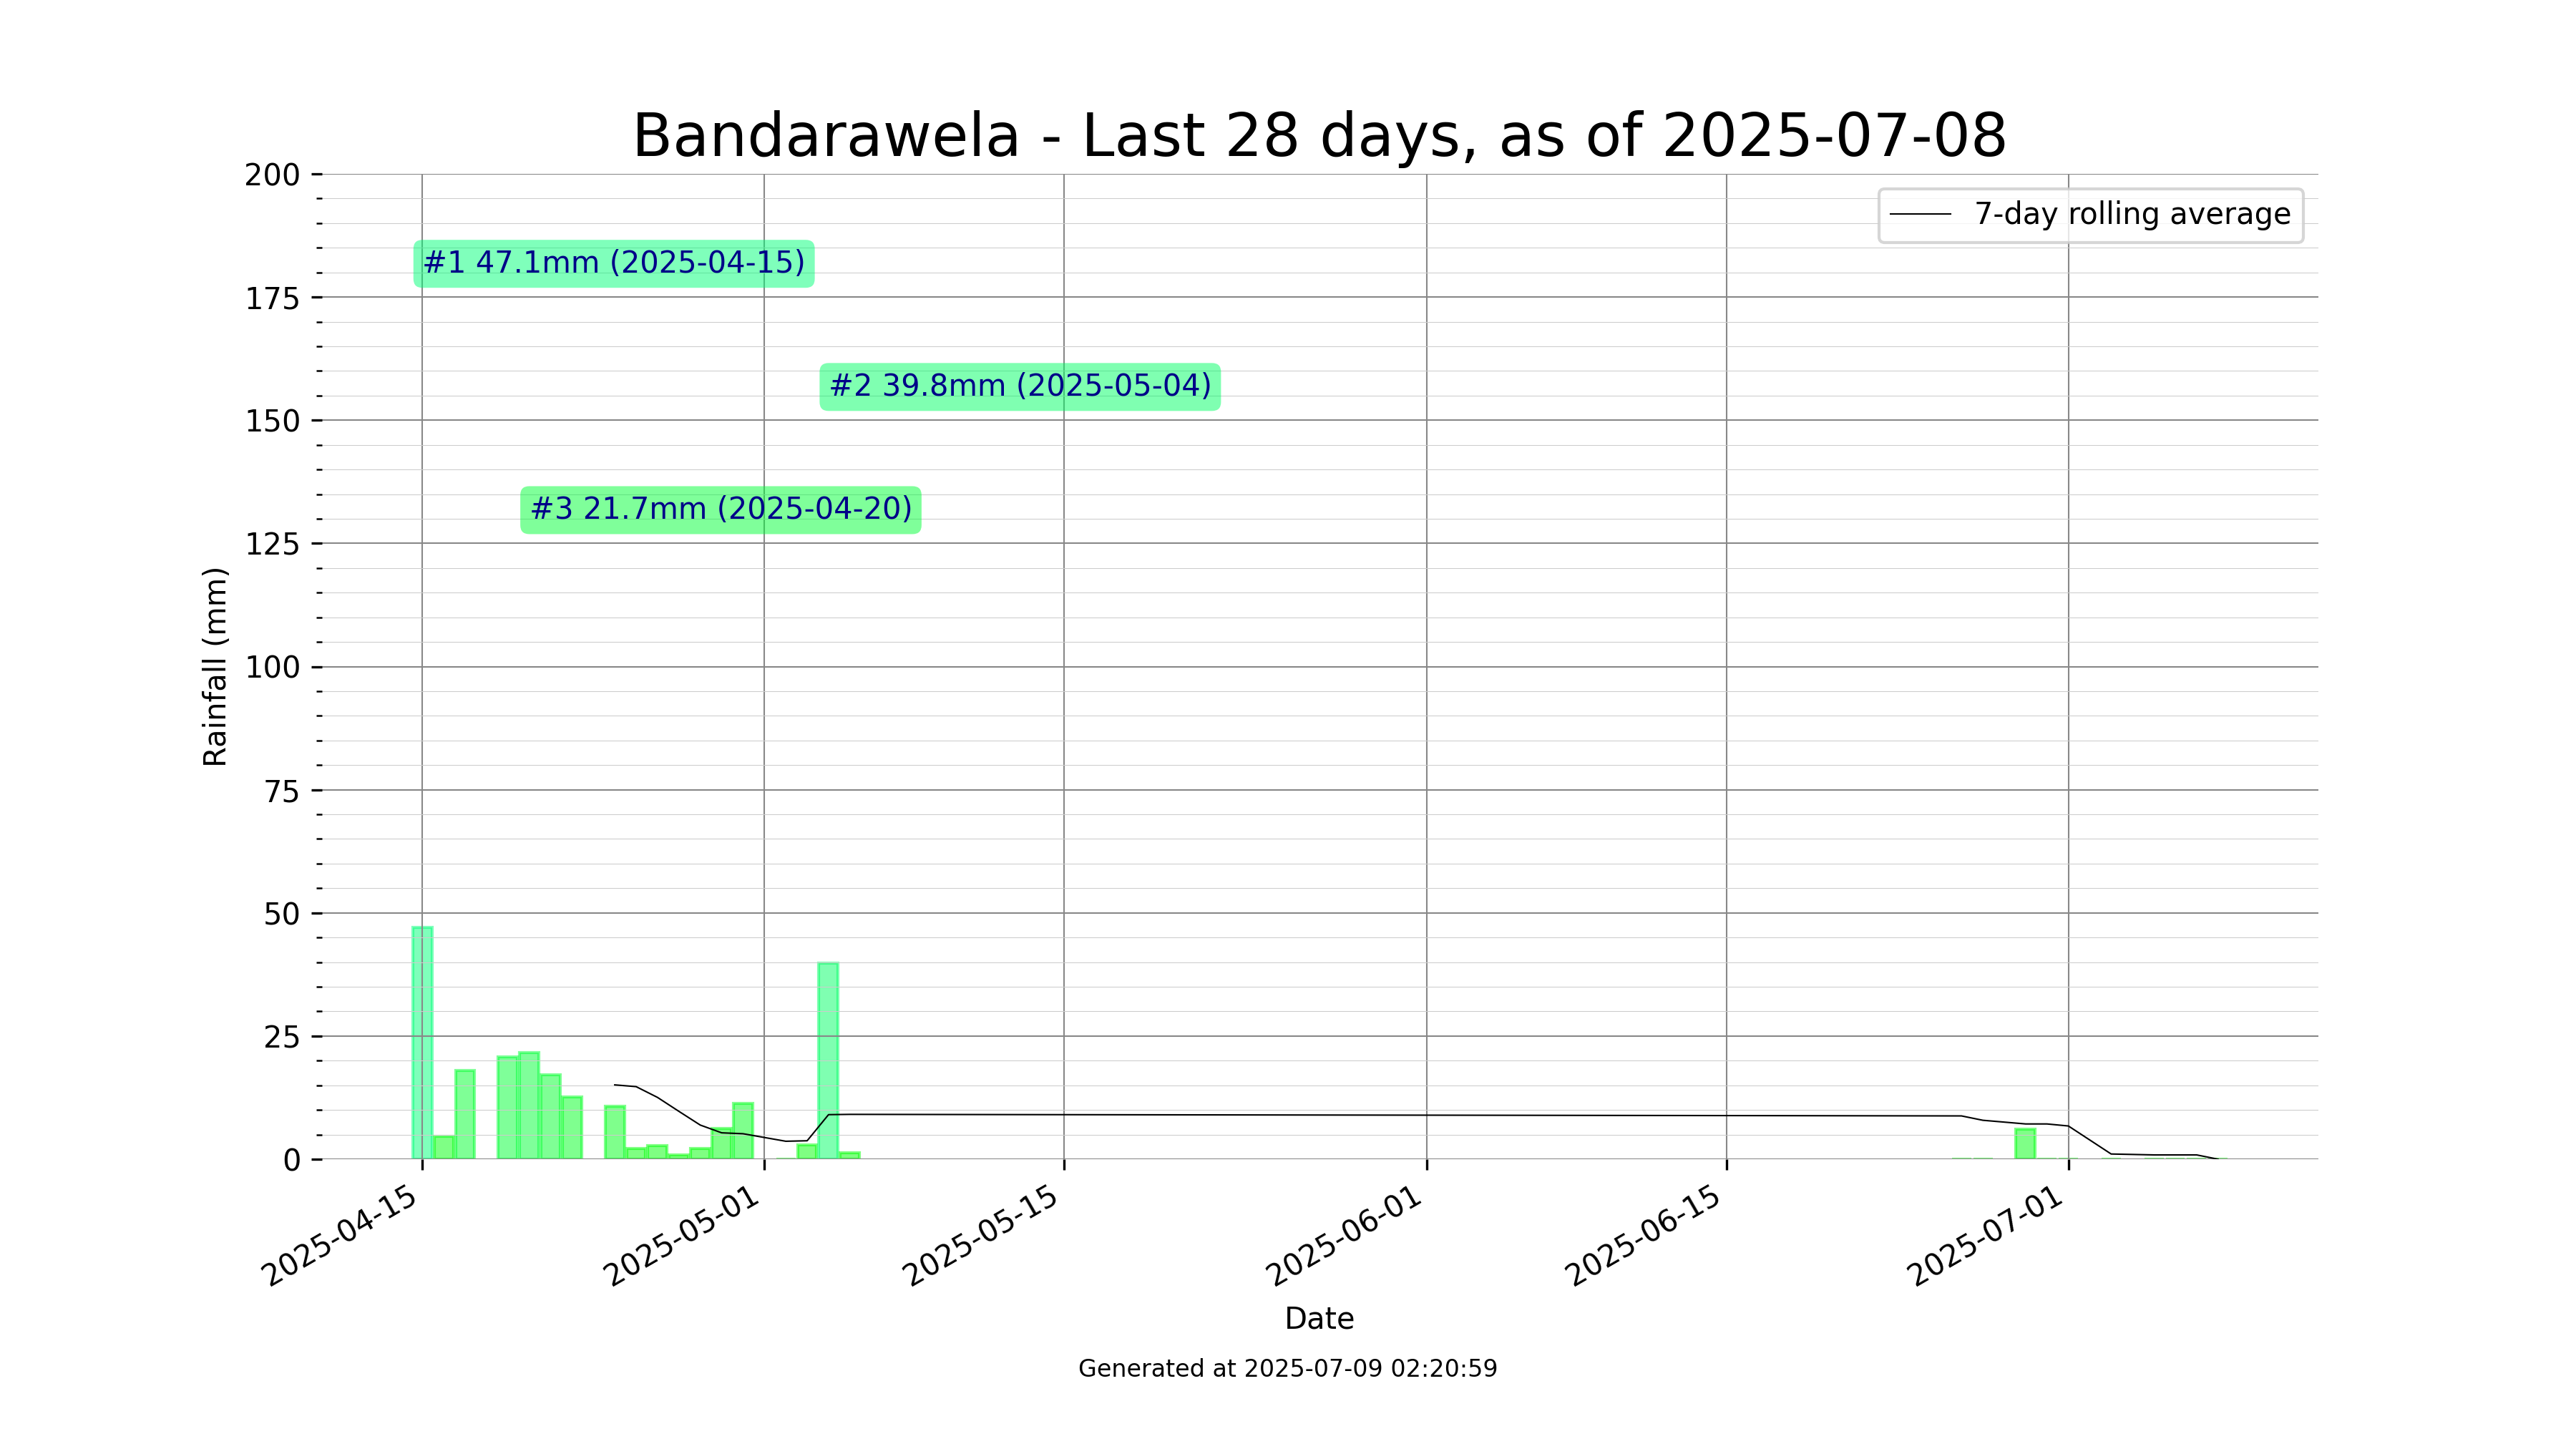 Bandarawela - Last 28 days, as of 2025-07-08
200
175
150
125
100
75
50
25
0
Rainfall (mm)
7-day rolling average
#1 47.1mm (2025-04-15)
#2 39.8mm (2025-05-04)
#3 21.7mm (2025-04-20)
2025-04-15
2025-05-01
2025-05-15
2025-06-01
2025-06-15
2025-07-01
Date
Generated at 2025-07-09 02:20:59